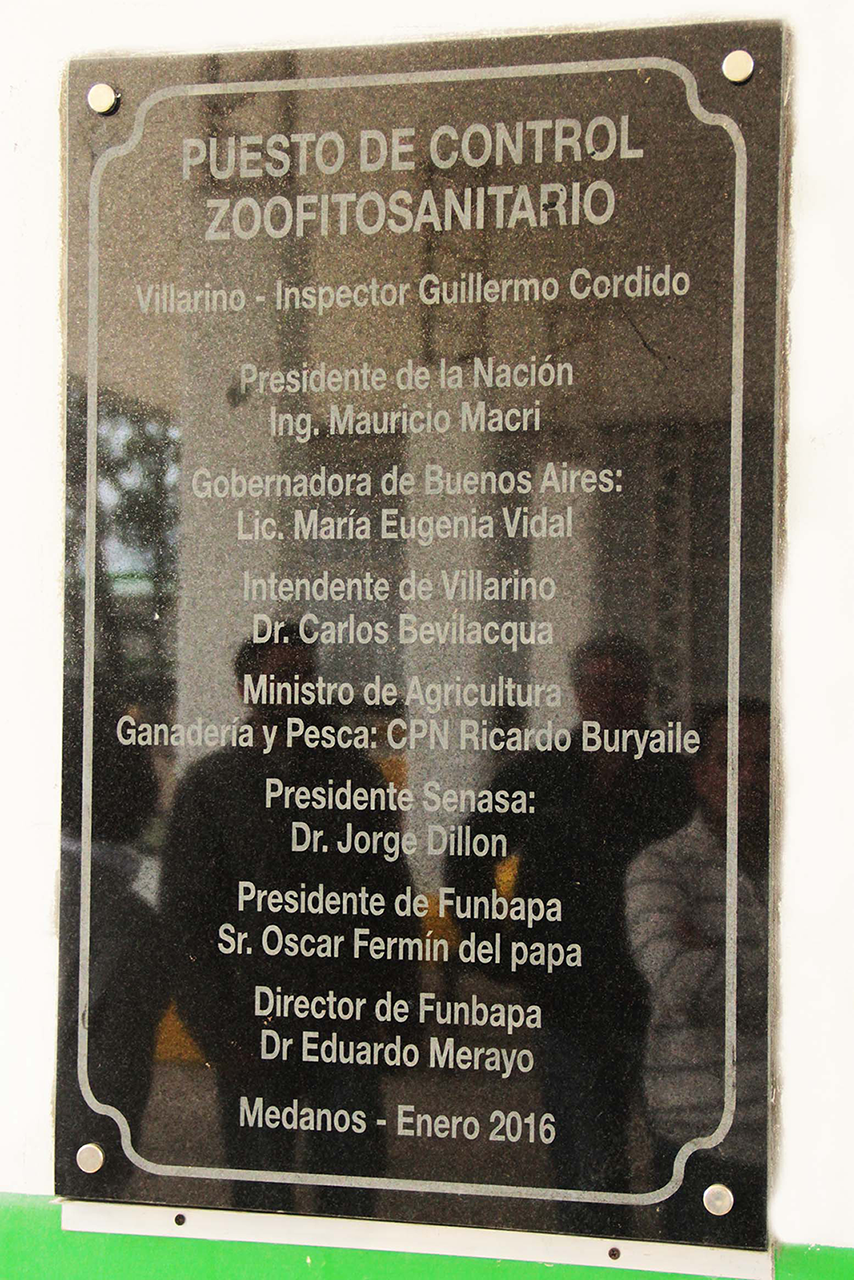 PUESTO DE CONTROL
ZOOFITOSANITARIO
Villarino - Inspector Guillermo Cordido
Presidente de la Nación
Ing. Mauricio Macri
Gobernadora de Buenos Aires:
Lic. María Eugenia Vidal
Intendente de Villarino
Dr. Carlos Bevilacqua
Ministro de Agricultura
Ganadería y Pesca: CPN Ricardo Buryaile
Presidente Senasa:
Dr. Jorge Dillon
Presidente de Funbapa
Sr. Oscar Fermín del papa
Director de Funbapa
Dr Eduardo Merayo
Medanos - Enero 2016